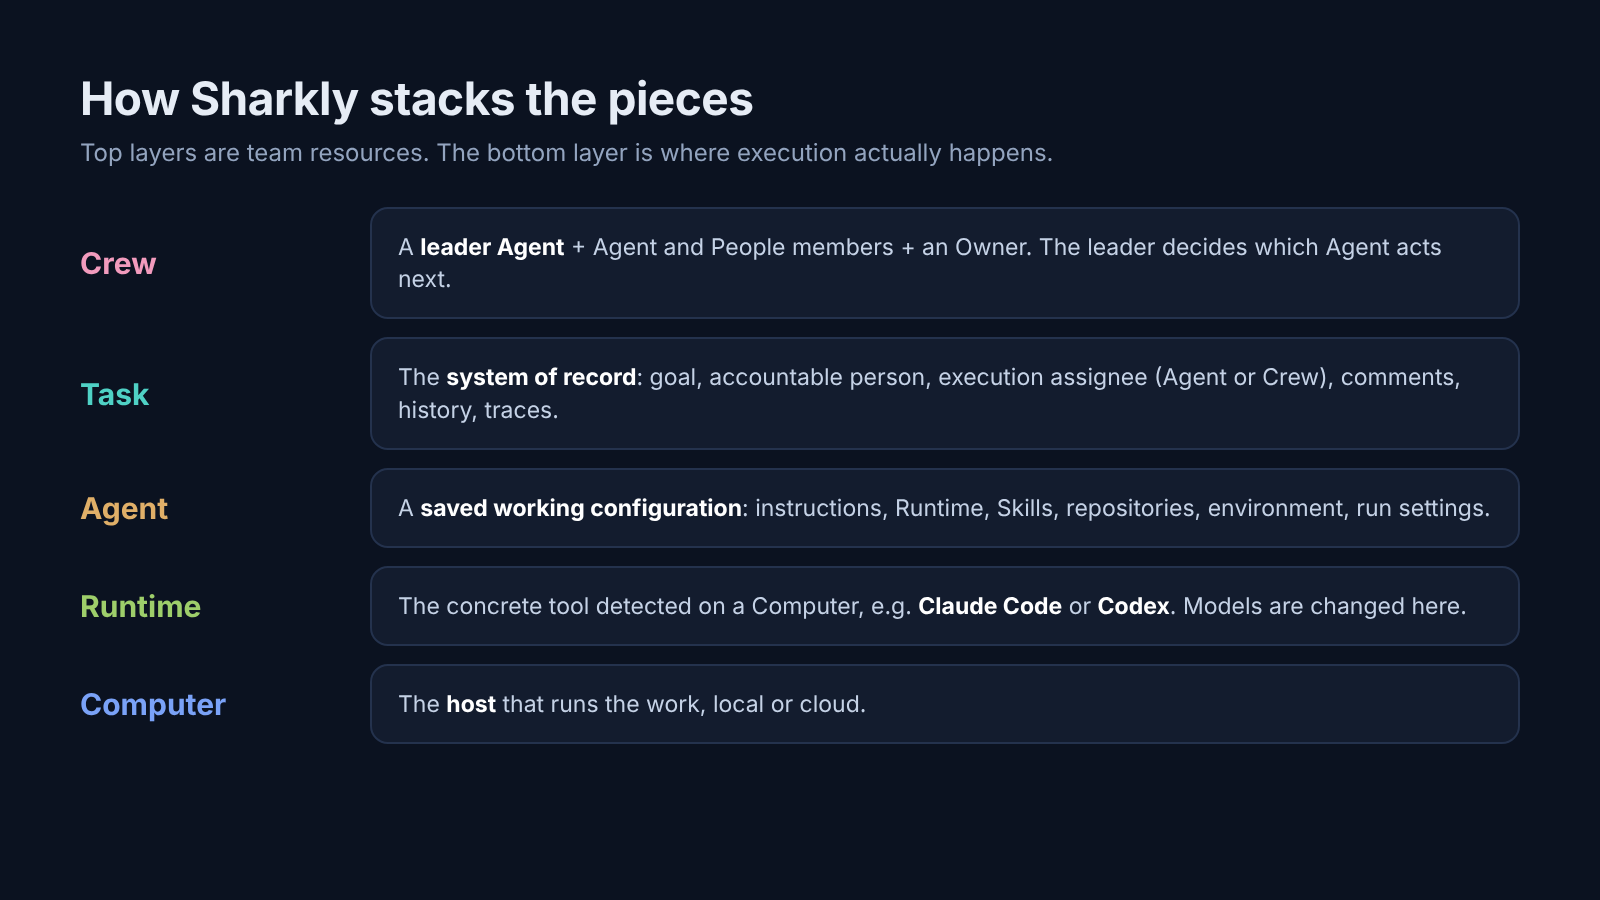 How Sharkly stacks the pieces
Top layers are team resources. The bottom layer is where execution actually happens.
Crew
A leader Agent + Agent and People members + an Owner. The leader decides which Agent acts
next.
Task
The system of record: goal, accountable person, execution assignee (Agent or Crew), comments,
history, traces.
Agent
A saved working configuration: instructions, Runtime, Skills, repositories, environment, run settings.
Runtime
The concrete tool detected on a Computer, e.g. Claude Code or Codex. Models are changed here.
Computer
The host that runs the work, local or cloud.